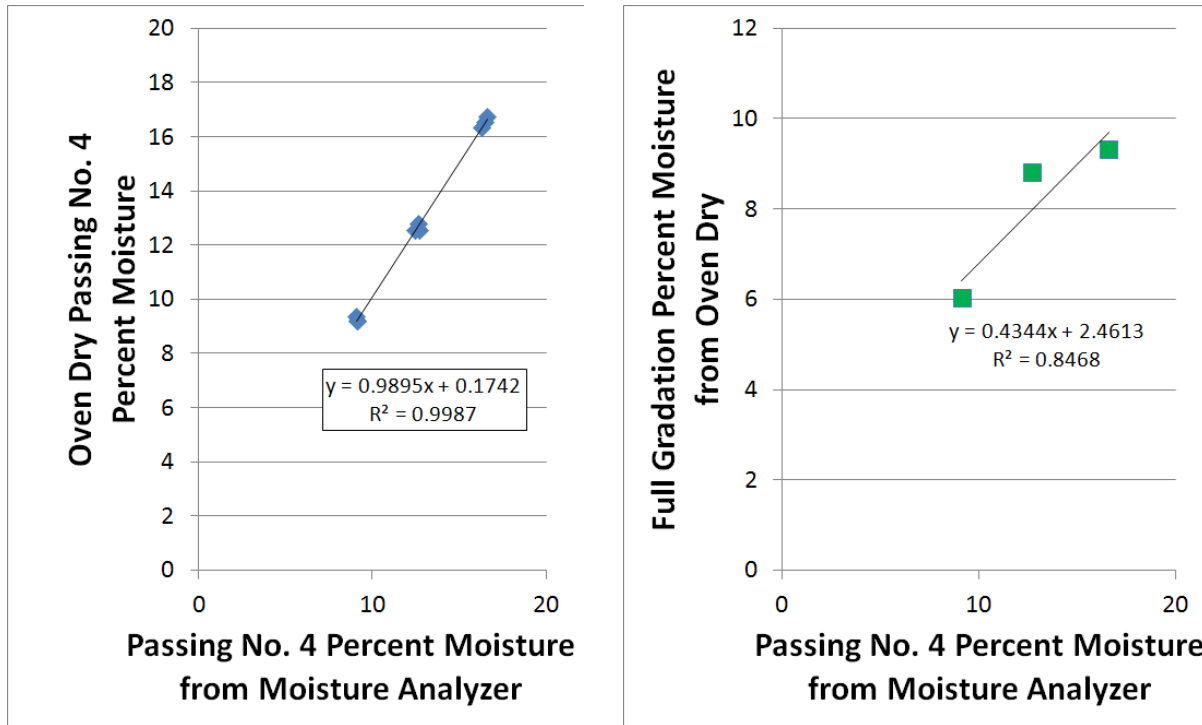 Oven Dry Passing No. 4
Percent Moisture
20
18
16
14
12
10
8
6
4
2
0
y = 0.9895x + 0.1742
R² = 0.9987
0
10
20
Passing No. 4 Percent Moisture
from Moisture Analyzer
Full Gradation Percent Moisture
from Oven Dry
12
10
8
6
4
2
0
y = 0.4344x + 2.4613
R² = 0.8468
0
10
20
Passing No. 4 Percent Moisture
from Moisture Analyzer